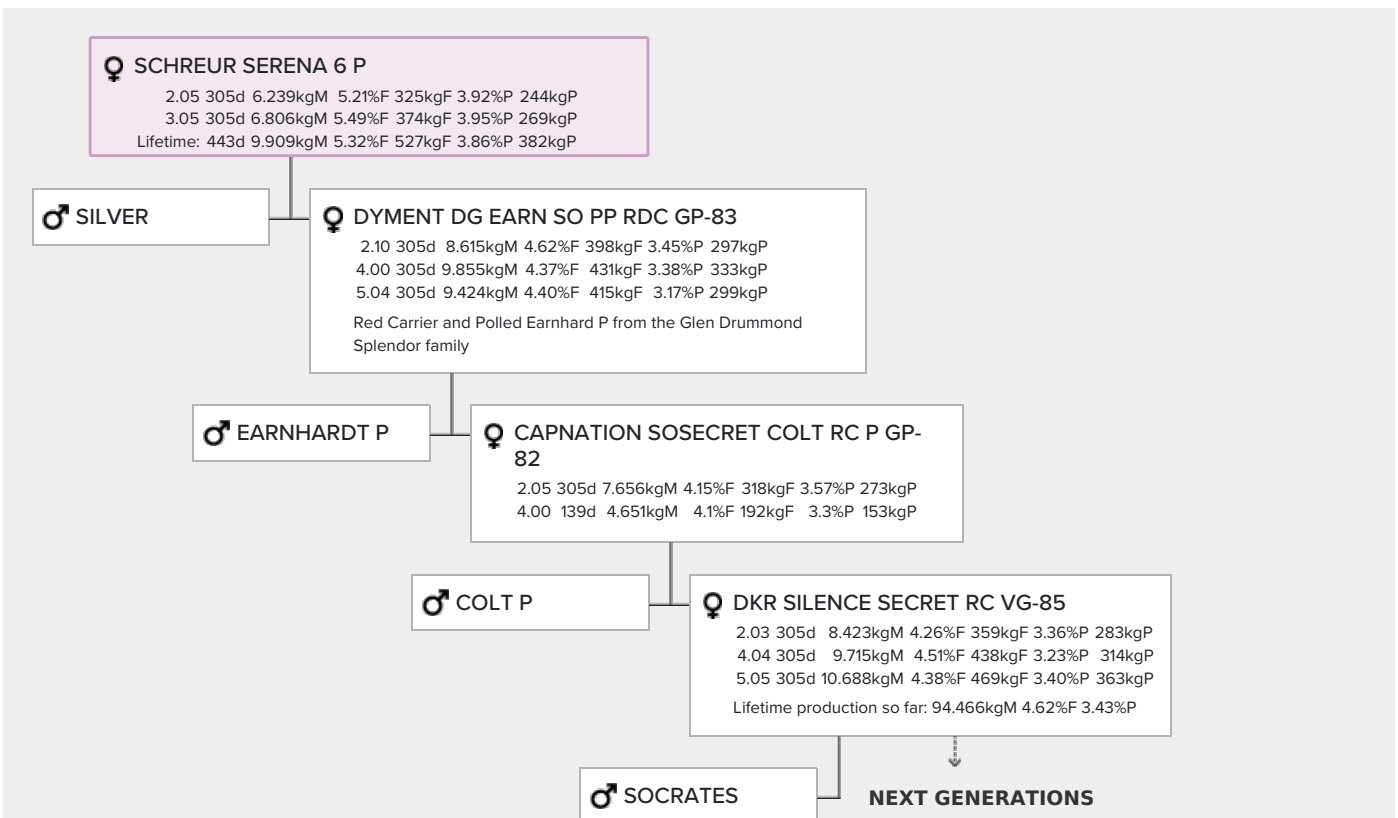 SCHREUR SERENA 6 P
2.05 305d 6.239kgM 5.21%F 325kgF 3.92%P 244kgP
3.05 305d 6.806kgM 5.49%F 374kgF 3.95%P 269kgP
Lifetime: 443d 9.909kgM 5.32%F 527kgF 3.86%P 382kgP
SILVER
DYMENT DG EARN SO PP RDC GP-83
2.10 305d 8.615kgM 4.62%F 398kgF 3.45%P 297kgP
4.00 305d 9.855kgM 4.37%F 431kgF 3.38%P 333kgP
5.04 305d 9.424kgM 4.40%F 415kgF 3.17%P 299kgP
Red Carrier and Polled Earnhard P from the Glen Drummond
Splendor family
EARNHARDT P
CAPNATION SOSECRET COLT RC P GP-
82
2.05 305d 7.656kgM 4.15%F 318kgF 3.57%P 273kgP
4.00 139d 4.651kgM 4.1%F 192kgF 3.3%P 153kgP
COLT P
DKR SILENCE SECRET RC VG-85
2.03 305d 8.423kgM 4.26%F 359kgF 3.36%P 283kgP
4.04 305d 9.715kgM 4.51%F 438kgF 3.23%P 314kgP
5.05 305d 10.688kgM 4.38%F 469kgF 3.40%P 363kgP
Lifetime production so far: 94.466kgM 4.62%F 3.43%P
SOCRATES
NEXT GENERATIONS